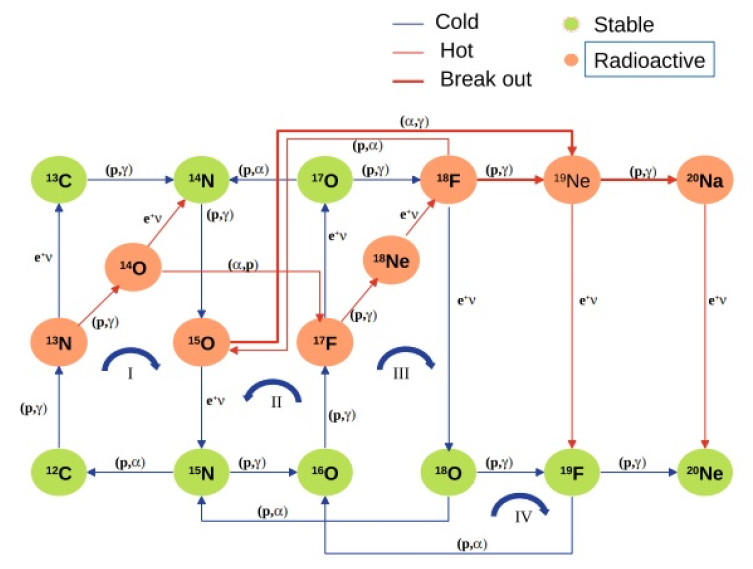 Cold
Stable
Hot
Radioactive
Break out
(α,γ)
(p,α)
¹³C
(p,γ)
¹⁴N
(p,α)
¹⁷O
(p,γ)
¹⁸F
(p,γ)
¹⁹Ne
(p,γ)
²⁰Na
(p,γ)
e⁺ν
e⁺ν
e⁺ν
e⁺ν
¹⁴O
(α,p)
¹⁸Ne
e⁺ν
e⁺ν
e⁺ν
e⁺ν
(p,γ)
(p,γ)
¹³N
¹⁵O
¹⁷F
I
II
III
(p,γ)
e⁺ν
(p,γ)
¹²C
(p,α)
¹⁵N
(p,γ)
¹⁶O
¹⁸O
(p,γ)
¹⁹F
(p,γ)
²⁰Ne
(p,α)
IV
(p,α)